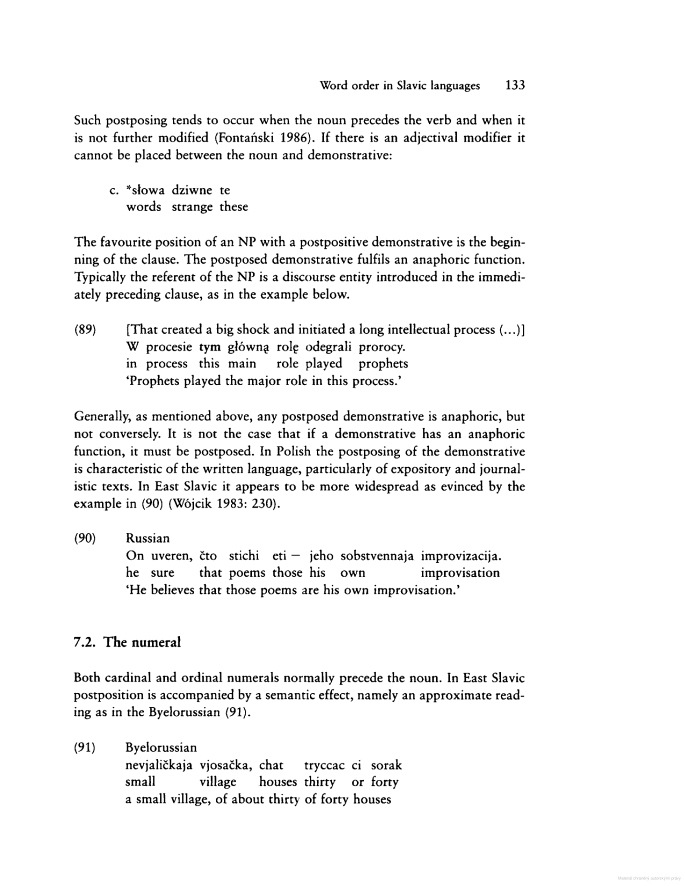 Word order in Slavic languages 133
Such postposing tends to occur when the noun precedes the verb and when it
is not further modified (Fontański 1986). If there is an adjectival modifier it
cannot be placed between the noun and demonstrative:
c. *słowa dziwne te
words strange these
The favourite position of an NP with a postpositive demonstrative is the begin-
ning of the clause. The postposed demonstrative fulfils an anaphoric function.
Typically the referent of the NP is a discourse entity introduced in the immedi-
ately preceding clause, as in the example below.
(89) [That created a big shock and initiated a long intellectual process (...)]
W procesie tym główną rolę odegrali prorocy.
in process this main role played prophets
‘Prophets played the major role in this process.’
Generally, as mentioned above, any postposed demonstrative is anaphoric, but
not conversely. It is not the case that if a demonstrative has an anaphoric
function, it must be postposed. In Polish the postposing of the demonstrative
is characteristic of the written language, particularly of expository and journal-
istic texts. In East Slavic it appears to be more widespread as evinced by the
example in (90) (Wójcik 1983: 230).
(90) Russian
On uveren, čto stichi eti – jeho sobstvennaja improvizacija.
he sure that poems those his own improvisation
‘He believes that those poems are his own improvisation.’
7.2. The numeral
Both cardinal and ordinal numerals normally precede the noun. In East Slavic
postposition is accompanied by a semantic effect, namely an approximate read-
ing as in the Byelorussian (91).
(91) Byelorussian
nevjaličkaja vjosačka, chat tryccac ci sorak
small village houses thirty or forty
a small village, of about thirty of forty houses